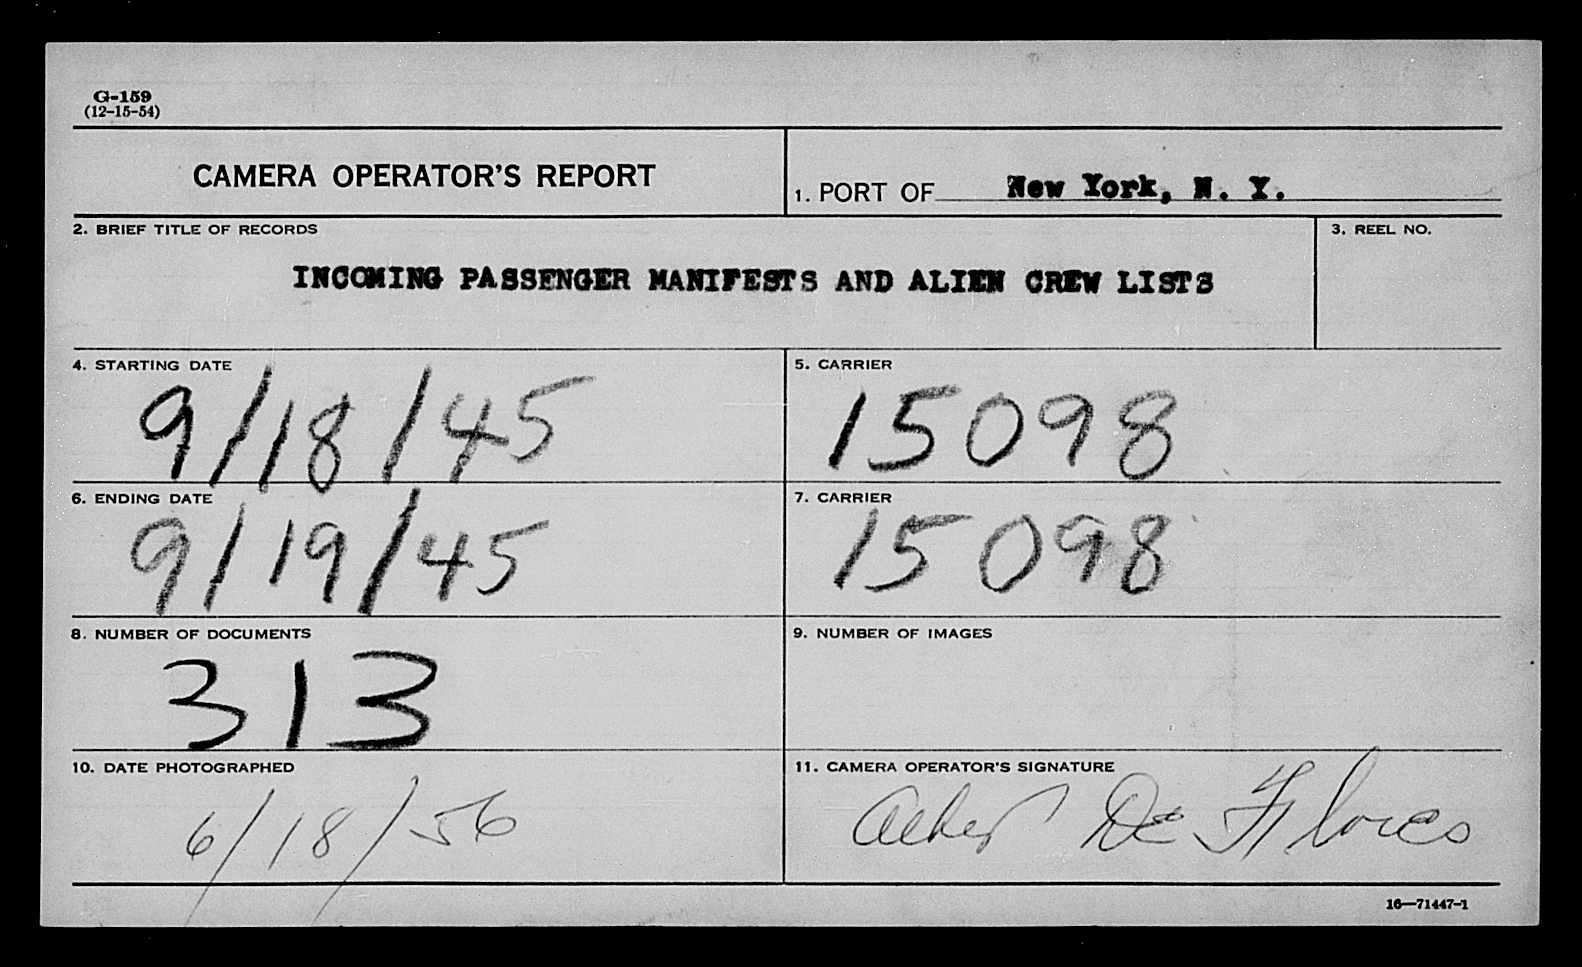 G-159
(12-15-54)
CAMERA OPERATOR'S REPORT
1. PORT OF New York, N. Y.
2. BRIEF TITLE OF RECORDS
3. REEL NO.
INCOMING PASSENGER MANIFESTS AND ALIEN CREW LISTS
4. STARTING DATE
9/18/45
5. CARRIER
15098
6. ENDING DATE
9/19/45
7. CARRIER
15098
8. NUMBER OF DOCUMENTS
313
9. NUMBER OF IMAGES
10. DATE PHOTOGRAPHED
6/18/56
11. CAMERA OPERATOR'S SIGNATURE
De Flores
16—71447-1